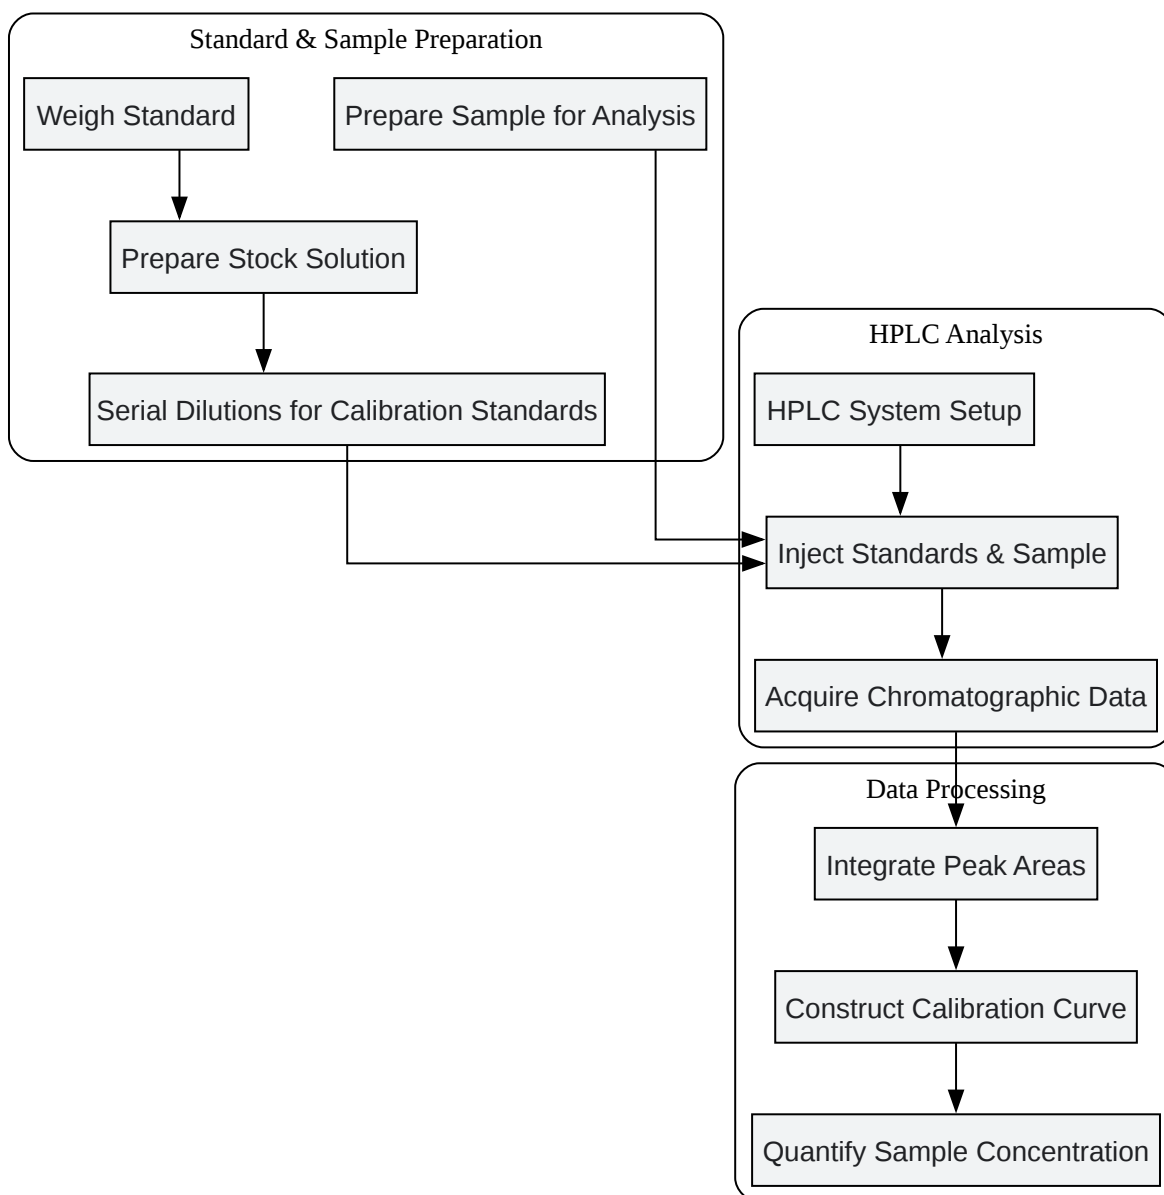 Standard & Sample Preparation
Weigh Standard
Prepare Sample for Analysis
Prepare Stock Solution
Serial Dilutions for Calibration Standards
HPLC Analysis
HPLC System Setup
Inject Standards & Sample
Acquire Chromatographic Data
Data Processing
Integrate Peak Areas
Construct Calibration Curve
Quantify Sample Concentration